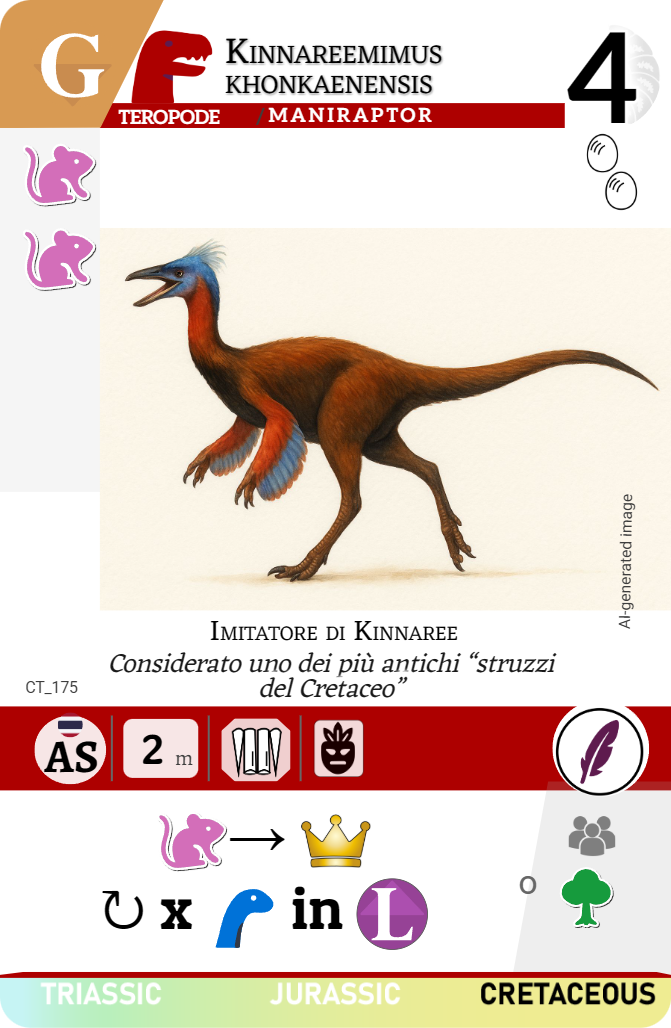 G
KINNAREEMIMUS
KHONKAENENSIS
4
TEROPODE / MANIRAPTOR
AI-generated image
IMITATORE DI KINNAREE
Considerato uno dei più antichi “struzzi
del Cretaceo”
CT_175
AS
2 m
x in L
o
TRIASSIC JURASSIC CRETACEOUS